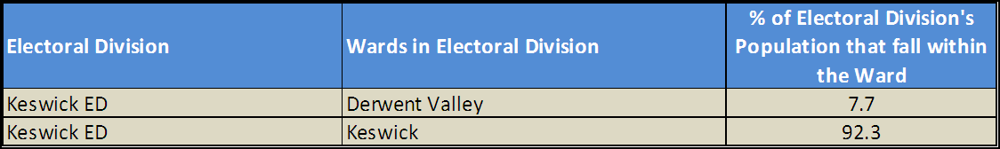 Electoral Division Wards in Electoral Division % of Electoral Division's
Population that fall within
the Ward
Keswick ED Derwent Valley 7.7
Keswick ED Keswick 92.3